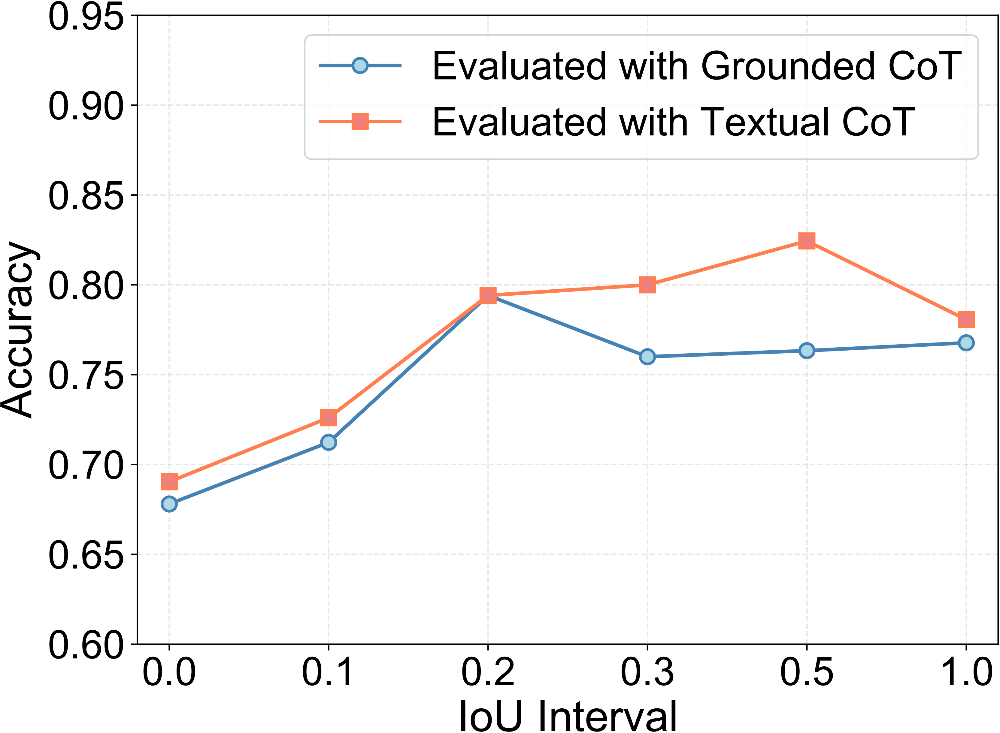 0.95
0.90
0.85
0.80
0.75
0.70
0.65
0.60
Accuracy
Evaluated with Grounded CoT
Evaluated with Textual CoT
0.0 0.1 0.2 0.3 0.5 1.0
IoU Interval